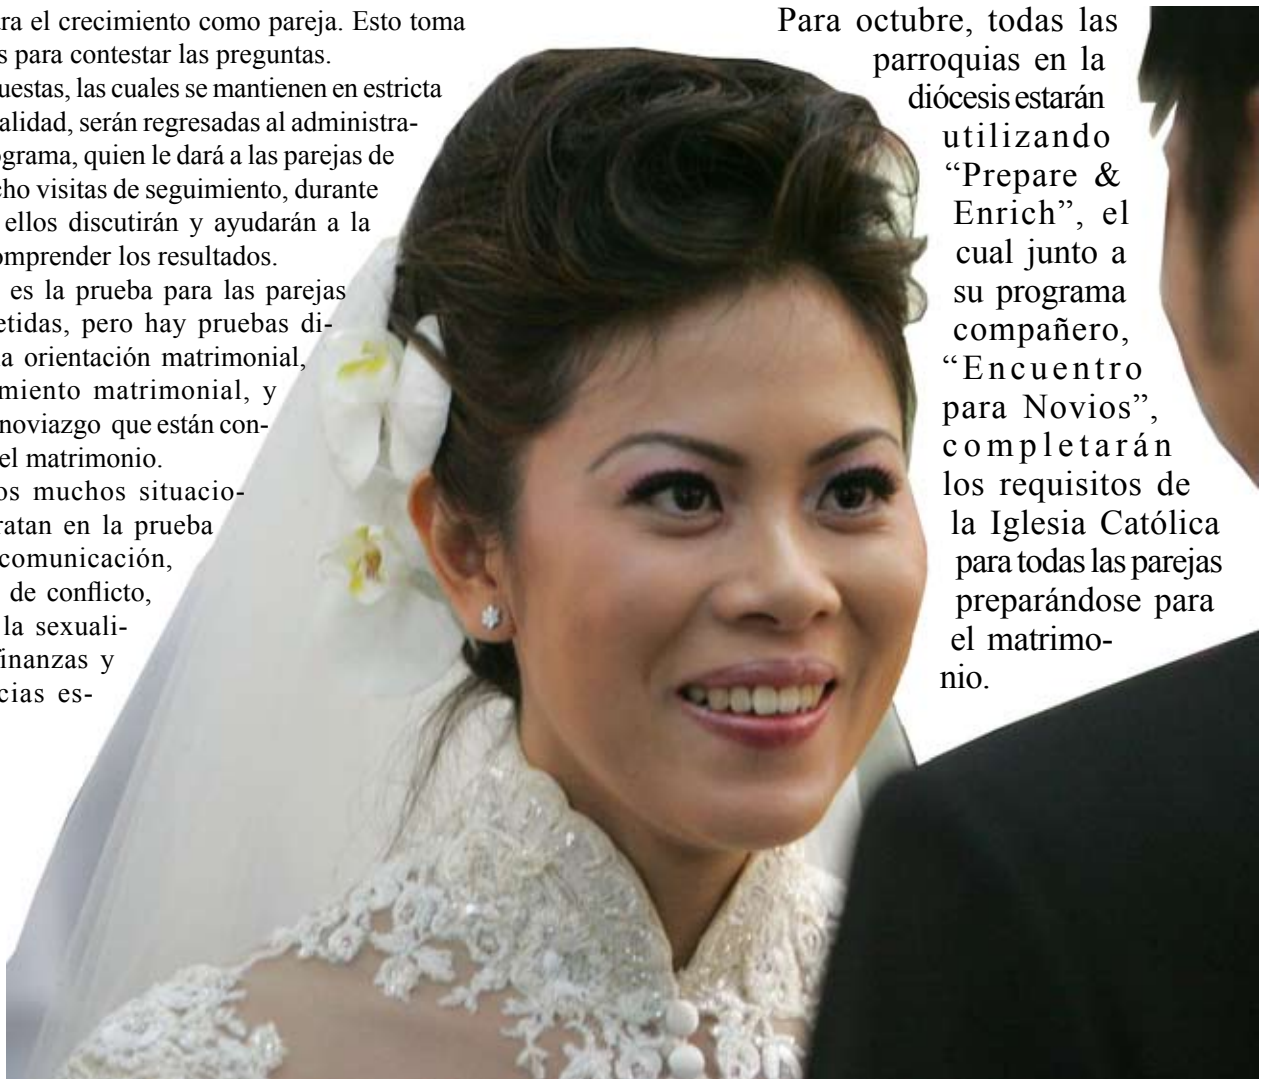 ra el crecimiento como pareja. Esto toma
s para contestar las preguntas.
uestas, las cuales se mantienen en estricta
alidad, serán regresadas al administra-
grama, quien le dará a las parejas de
cho visitas de seguimiento, durante
ellos discutirán y ayudarán a la
omprender los resultados.
es la prueba para las parejas
etidas, pero hay pruebas di-
a orientación matrimonial,
miento matrimonial, y
noviazgo que están con-
el matrimonio.
os muchos situacio-
ratan en la prueba
comunicación,
de conflicto,
la sexuali-
inanzas y
cias es-
Para octubre, todas las
parroquias en la
diócesis estarán
utilizando
“Prepare &
Enrich”, el
cual junto a
su programa
compañero,
“Encuentro
para Novios”,
completarán
los requisitos de
la Iglesia Católica
para todas las parejas
preparándose para
el matrimo-
nio.